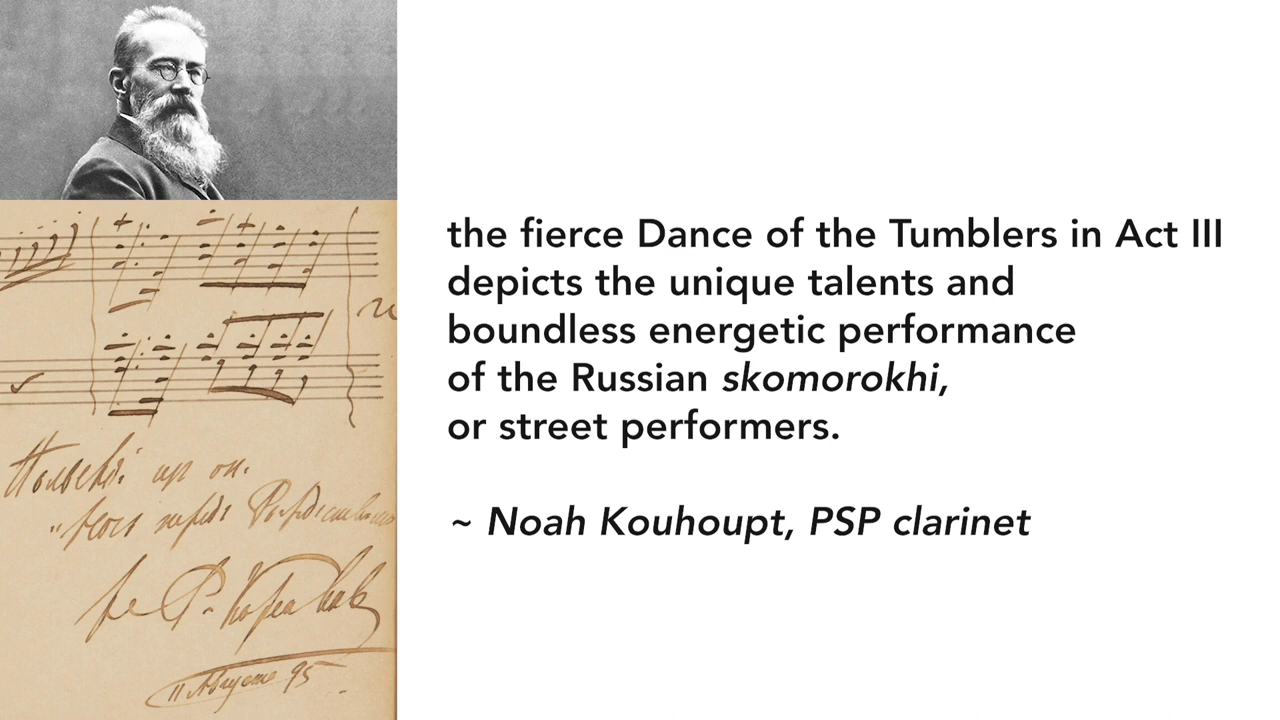 the fierce Dance of the Tumblers in Act III
depicts the unique talents and
boundless energetic performance
of the Russian skomorokhi,
or street performers.
~ Noah Kouhoupt, PSP clarinet
95